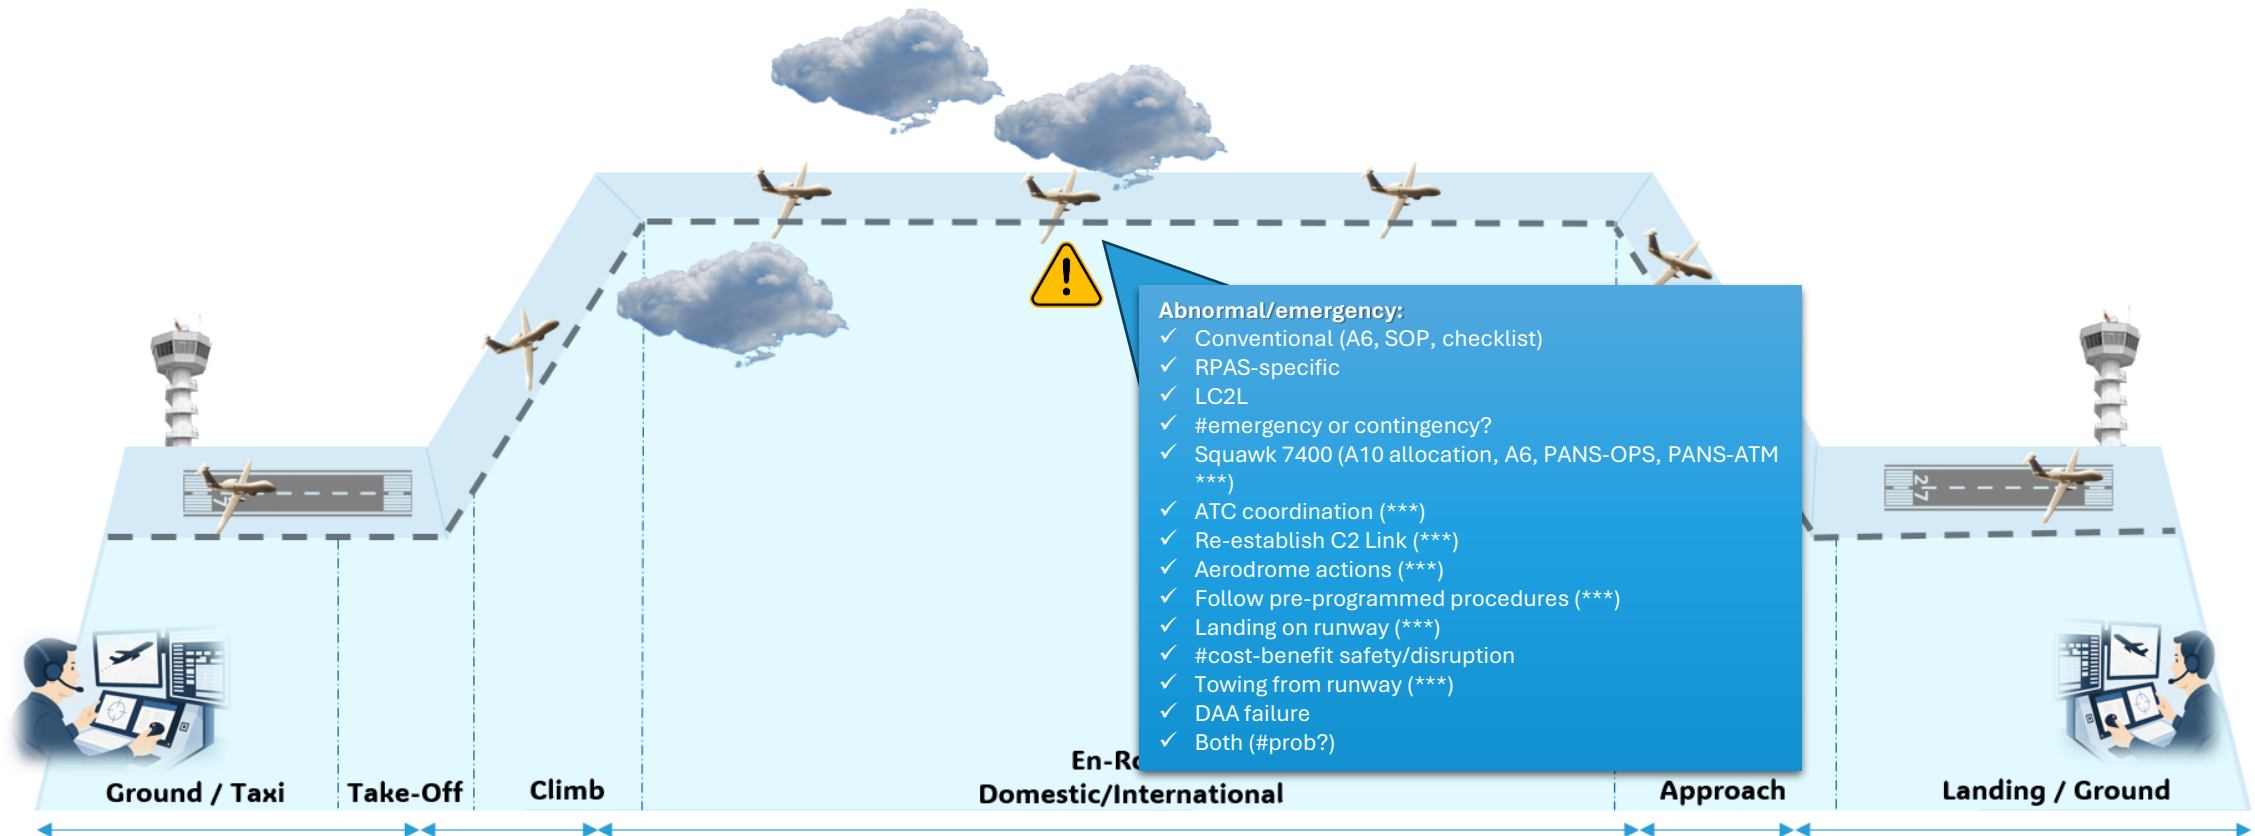 Abnormal/emergency:
✓ Conventional (A6, SOP, checklist)
✓ RPAS-specific
✓ LC2L
✓ #emergency or contingency?
✓ Squawk 7400 (A10 allocation, A6, PANS-OPS, PANS-ATM
***)
✓ ATC coordination (***)
✓ Re-establish C2 Link (***)
✓ Aerodrome actions (***)
✓ Follow pre-programmed procedures (***)
✓ Landing on runway (***)
✓ #cost-benefit safety/disruption
✓ Towing from runway (***)
✓ DAA failure
✓ Both (#prob?)
27
Ground / Taxi
Take-Off
Climb
Domestic/International
Approach
Landing / Ground